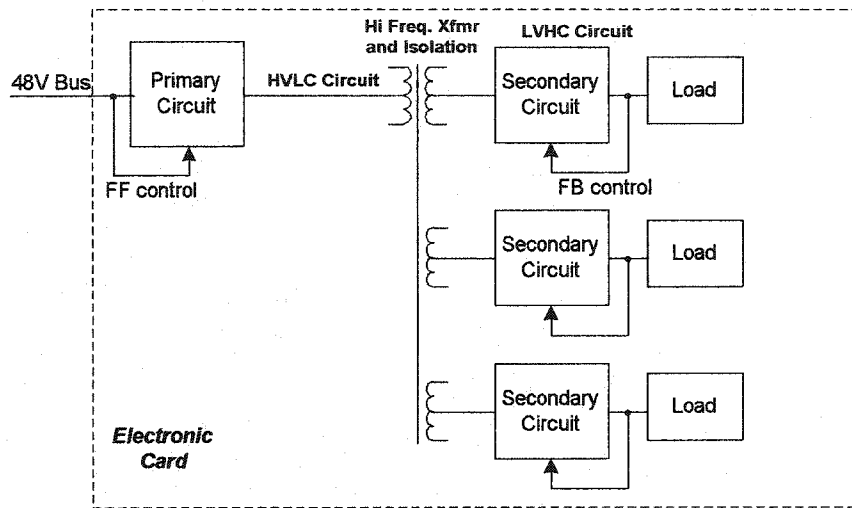 Hi Freq. Xfmr
and Isolation
LVHC Circuit
48V Bus
Primary
Circuit
HVLC Circuit
Secondary
Circuit
Load
FF control
FB control
Secondary
Circuit
Load
Secondary
Circuit
Load
Electronic
Card